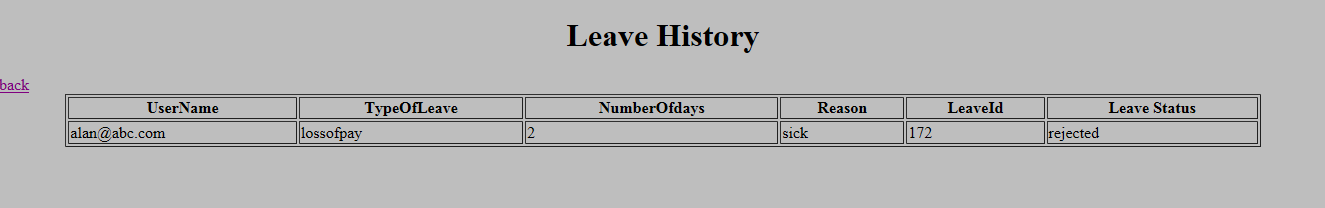 Leave History
back
UserName TypeOfLeave NumberOfdays Reason LeaveId Leave Status
alan@abc.com lossofpay 2 sick 172 rejected